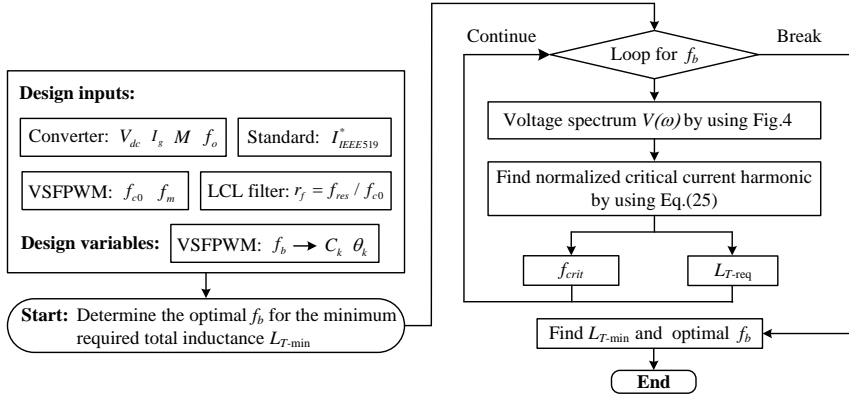 Design inputs:
Converter: V_dc I_g M f_o
Standard: I*_IEEE519
VSFPWM: f_c0 f_m
LCL filter: r_f = f_res / f_c0
Design variables:
VSFPWM: f_b → C_k θ_k
Start: Determine the optimal f_b for the minimum
required total inductance L_T-min
Continue
Loop for f_b
Break
Voltage spectrum V(ω) by using Fig.4
Find normalized critical current harmonic
by using Eq.(25)
f_crit
L_T-req
Find L_T-min and optimal f_b
End